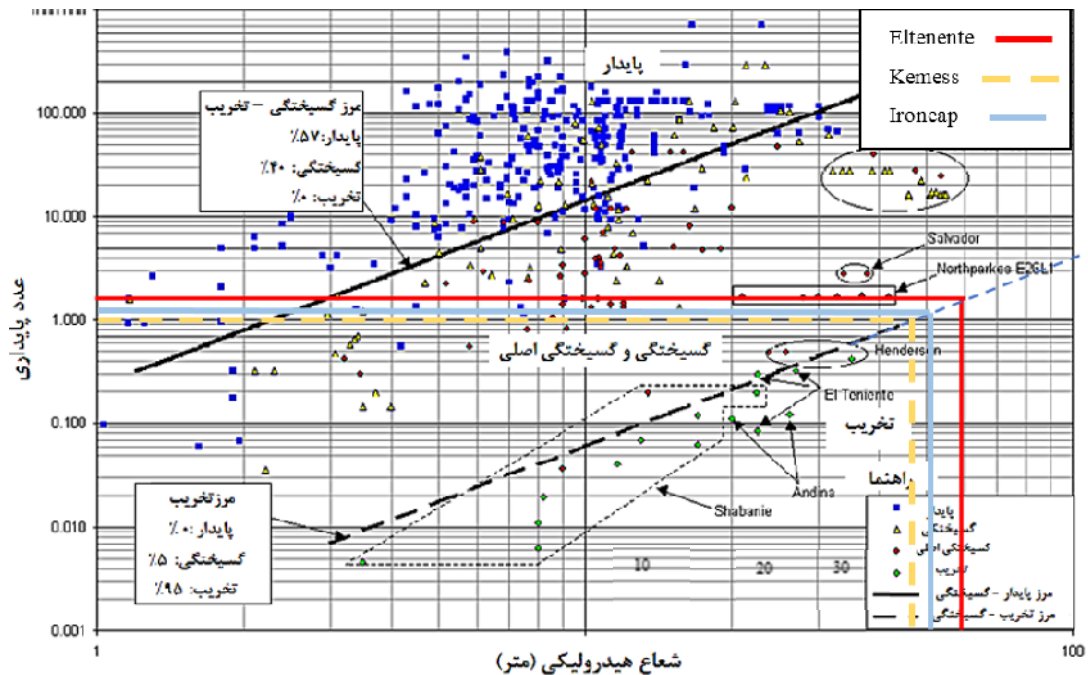 Eltenente
Kemess
Ironcap
پایدار
مرز گسیختگی – تخریب
پایدار: ۵۷٪
گسیختگی: ۴۰٪
تخریب: ۰٪
100.000
10.000
1.000
0.100
0.010
0.001
عدد پایداری
Salvador
Northparkes E26L1
گسیختگی و گسیختگی اصلی
Henderson
El Teniente
تخریب
Andina
Shabanie
مرز تخریب
پایدار: ۰٪
گسیختگی: ۵٪
تخریب: ۹۵٪
راهنما
پایدار
گسیختگی
گسیختگی اصلی
تخریب
مرز پایدار – گسیختگی
مرز تخریب – گسیختگی
10
20
30
1
100
شعاع هیدرولیکی (متر)